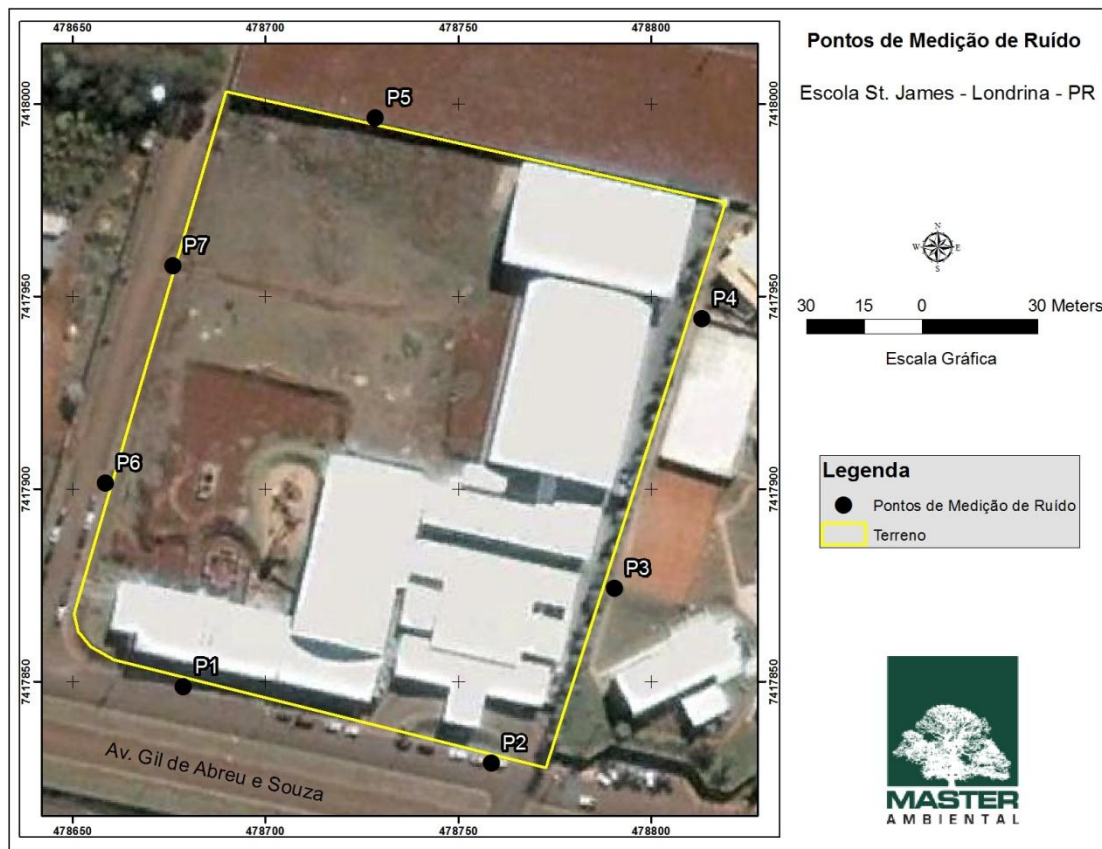 Pontos de Medição de Ruído
Escola St. James - Londrina - PR
478650 478700 478750 478800
7418000
7417950
7417900
7417850
7418000
7417950
7417900
7417850
P5
P7
P4
P6
P3
P1
P2
Av. Gil de Abreu e Souza
478650 478700 478750 478800
N
W E
S
30 15 0 30 Meters
Escala Gráfica
Legenda
Pontos de Medição de Ruído
Terreno
MASTER
AMBIENTAL